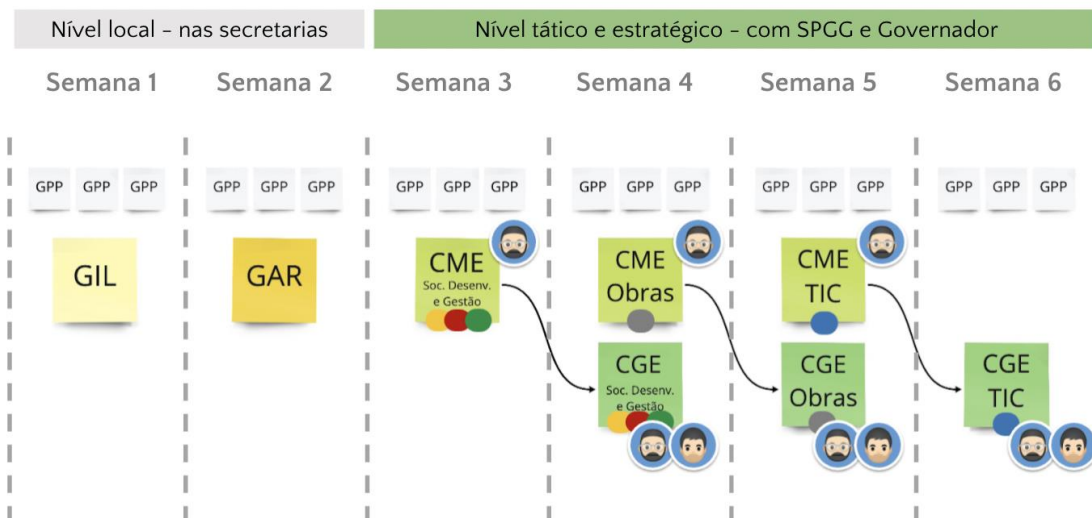 Nível local - nas secretarias
Nível tático e estratégico - com SPGG e Governador
Semana 1
Semana 2
Semana 3
Semana 4
Semana 5
Semana 6
GPP GPP GPP
GPP GPP GPP
GPP GPP GPP
GPP GPP GPP
GPP GPP GPP
GPP GPP GPP
GIL
GAR
CME
Soc. Desenv.
e Gestão
CME
Obras
CME
TIC
CGE
Soc. Desenv.
e Gestão
CGE
Obras
CGE
TIC